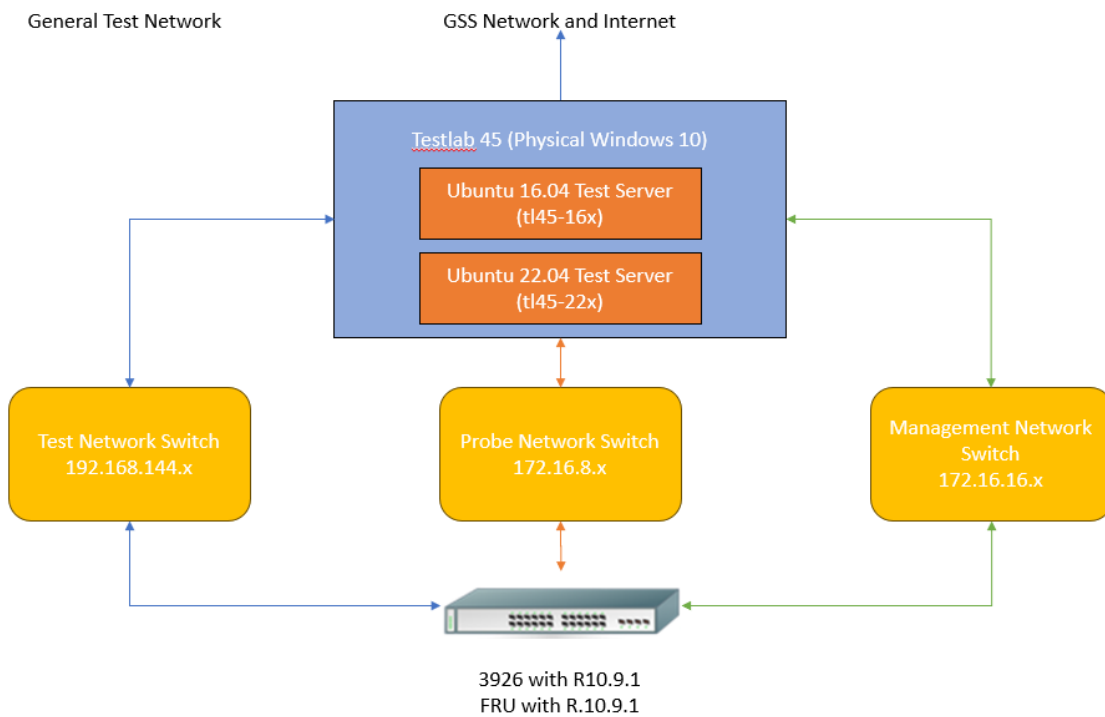 General Test Network
GSS Network and Internet
Testlab 45 (Physical Windows 10)
Ubuntu 16.04 Test Server
(tl45-16x)
Ubuntu 22.04 Test Server
(tl45-22x)
Test Network Switch
192.168.144.x
Probe Network Switch
172.16.8.x
Management Network
Switch
172.16.16.x
3926 with R10.9.1
FRU with R.10.9.1